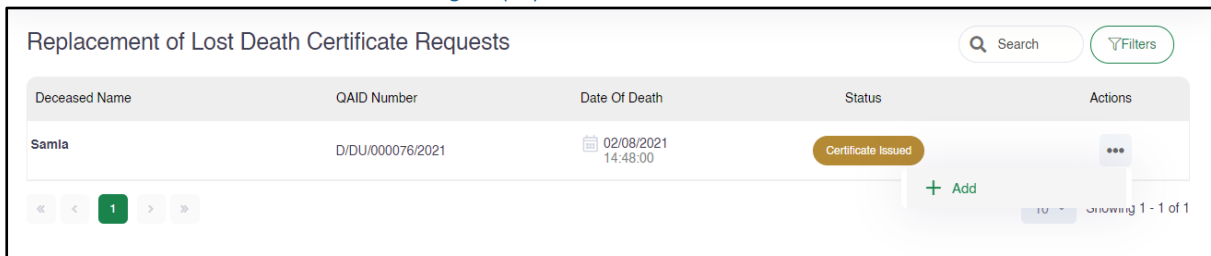 Replacement of Lost Death Certificate Requests
Search
Filters
Deceased Name QAID Number Date Of Death Status Actions
Samla D/DU/000076/2021 02/08/2021 Certificate Issued
14:48:00
+ Add
« < 1 > » 10 Showing 1 - 1 of 1